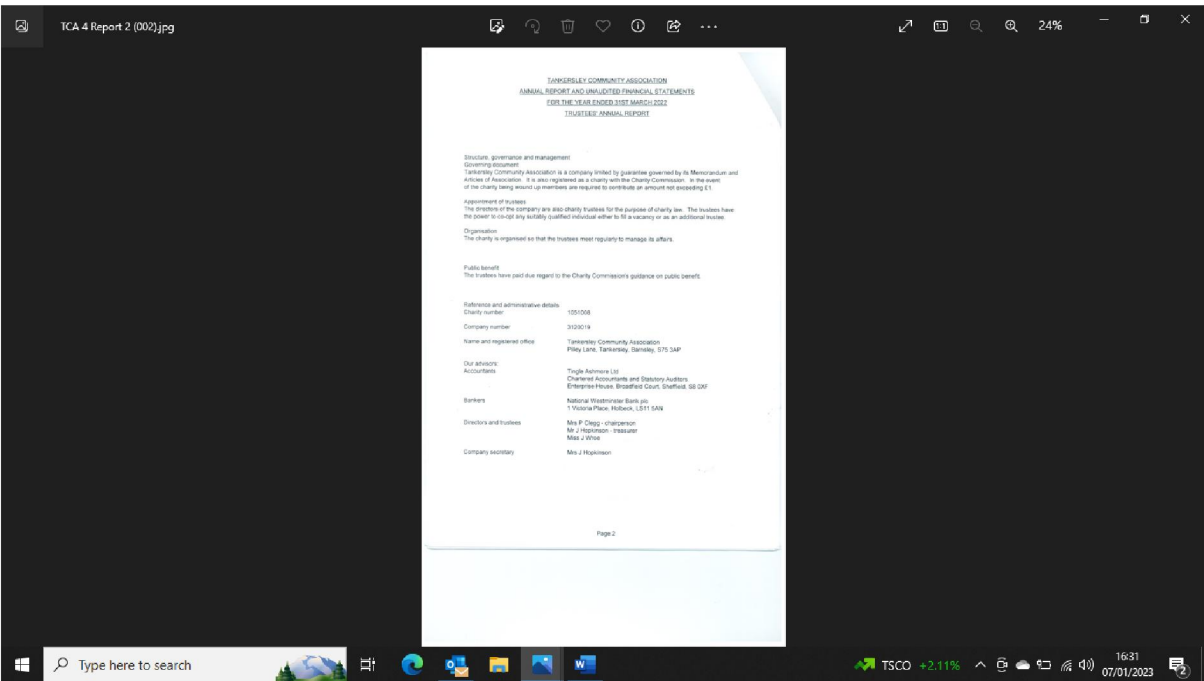 TCA 4 Report 2 (002).jpg
24%
TANKERSLEY COMMUNITY ASSOCIATION
ANNUAL REPORT AND UNAUDITED FINANCIAL STATEMENTS
FOR THE YEAR ENDED 31ST MARCH 2022
TRUSTEES' ANNUAL REPORT
Structure, governance and management
Governing document
Tankersley Community Association is a company limited by guarantee governed by its Memorandum and
Articles of Association. It is also registered as a charity with the Charity Commission. In the event
of the charity being wound up members are required to contribute an amount not exceeding £1.
Appointment of trustees
The directors of the company are also charity trustees for the purpose of charity law. The trustees have
the power to co-opt any suitably qualified individual either to fill a vacancy or as an additional trustee.
Organisation
The charity is organised so that the trustees meet regularly to manage its affairs.
Public benefit
The trustees have paid due regard to the Charity Commission's guidance on public benefit.
Reference and administrative details
Charity number
Company number 3120019
Name and registered office Tankersley Community Association
Pilley Lane, Tankersley, Barnsley, S75 3AP
Our advisors:
Accountants Tingle Ashmore Ltd
Chartered Accountants and Statutory Auditors
Enterprise House, Broadfield Court, Sheffield, S8 0XF
Bankers National Westminster Bank plc
1 Victoria Place, Holbeck, LS11 5AN
Directors and trustees Mrs P Clegg - chairperson
Mr J Hopkinson - treasurer
Miss J Wise
Company secretary Mrs J Hopkinson
Page 2
Type here to search
TSCO +2.11%
16:31
07/01/2023
2